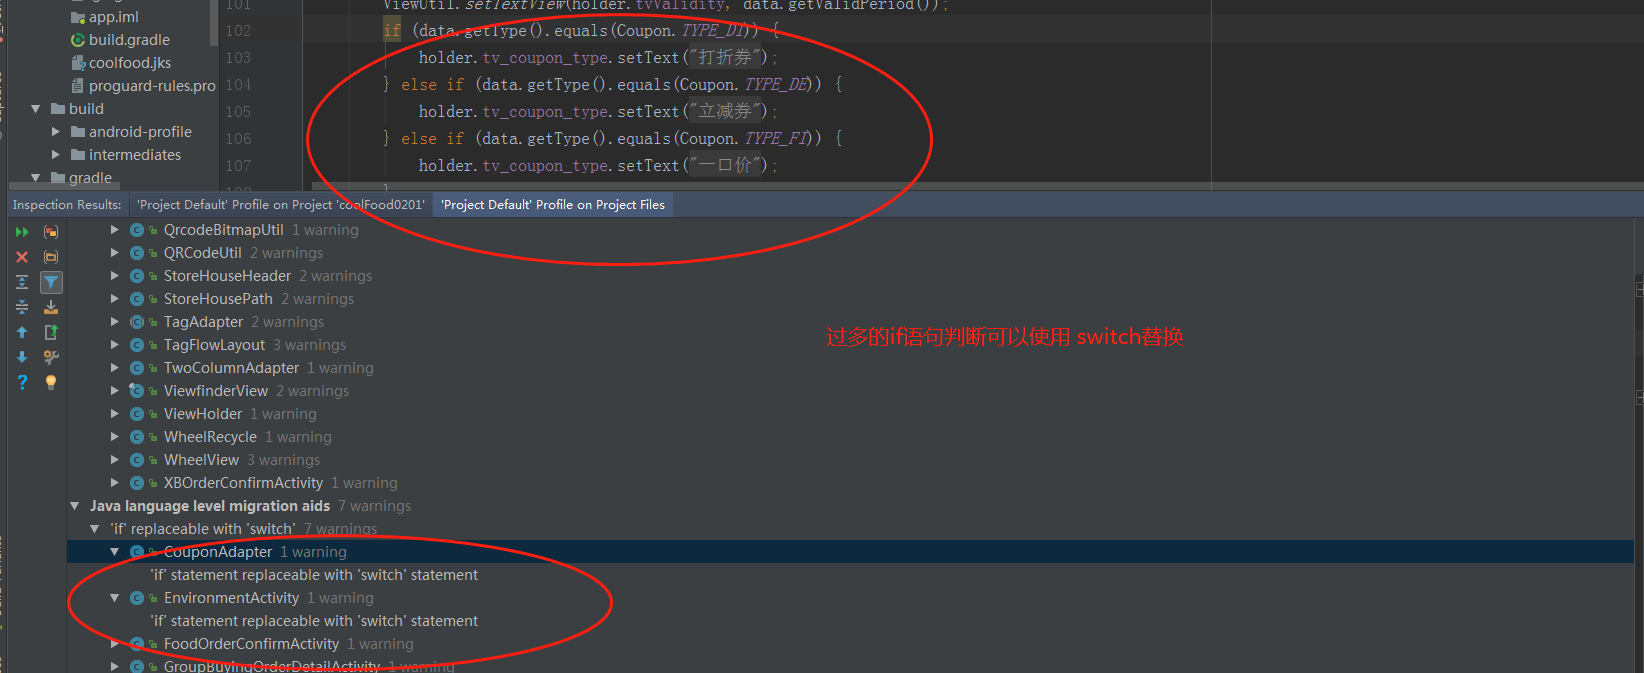 app.iml
build.gradle
coolfood.jks
proguard-rules.pro
build
android-profile
intermediates
gradle
101 ViewUtil.setTextView(holder.tvValidity, data.getValidPeriod());
102 if (data.getType().equals(Coupon.TYPE_DI)) {
103 holder.tv_coupon_type.setText("打折券");
104 } else if (data.getType().equals(Coupon.TYPE_DE)) {
105 holder.tv_coupon_type.setText("立减券");
106 } else if (data.getType().equals(Coupon.TYPE_FI)) {
107 holder.tv_coupon_type.setText("一口价");
Inspection Results: 'Project Default' Profile on Project 'coolFood0201' 'Project Default' Profile on Project Files
QrcodeBitmapUtil 1 warning
QRCodeUtil 2 warnings
StoreHouseHeader 2 warnings
StoreHousePath 2 warnings
TagAdapter 2 warnings
TagFlowLayout 3 warnings
TwoColumnAdapter 1 warning
ViewfinderView 2 warnings
ViewHolder 1 warning
WheelRecycle 1 warning
WheelView 3 warnings
XBOrderConfirmActivity 1 warning
过多的if语句判断可以使用 switch替换
Java language level migration aids 7 warnings
'if' replaceable with 'switch' 7 warnings
CouponAdapter 1 warning
'if' statement replaceable with 'switch' statement
EnvironmentActivity 1 warning
'if' statement replaceable with 'switch' statement
FoodOrderConfirmActivity 1 warning
GroupBuyingOrderDetailActivity 1 warning